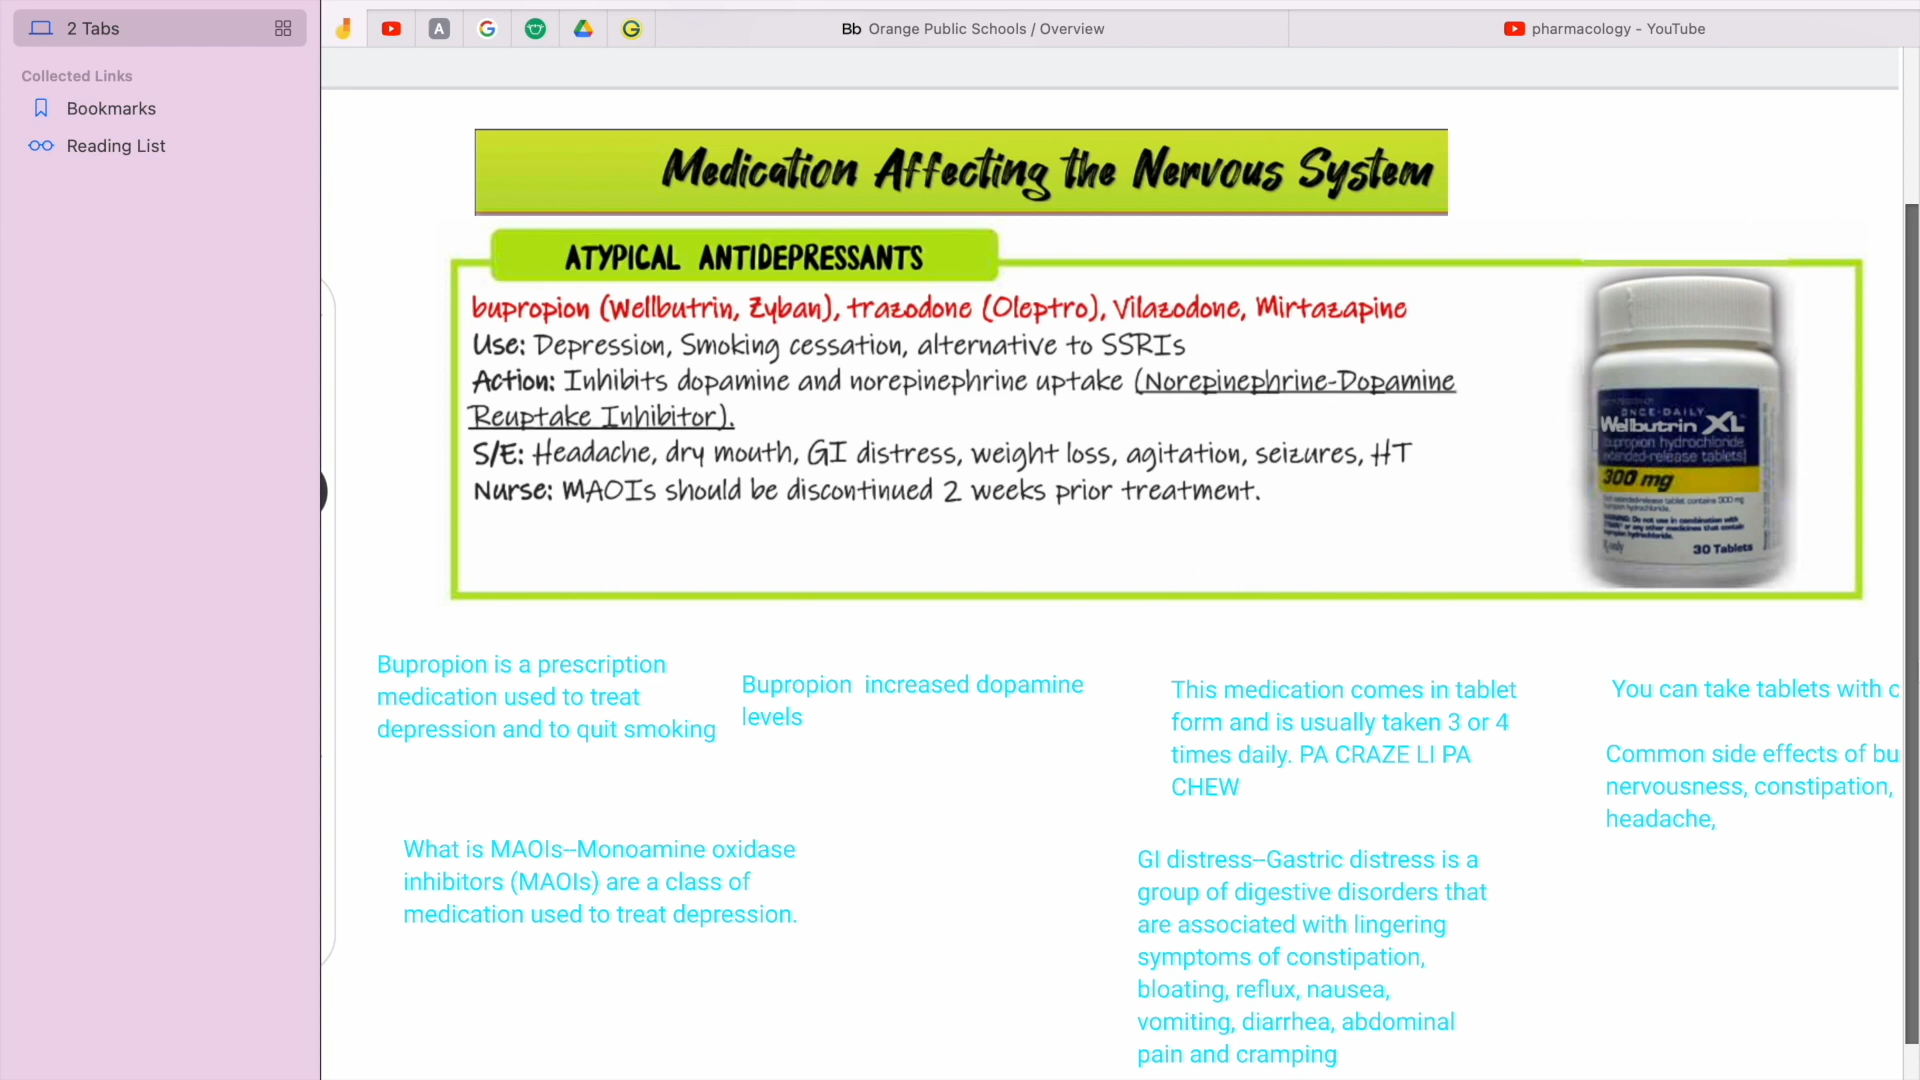 2 Tabs
Collected Links
Bookmarks
Reading List
A
Bb Orange Public Schools / Overview
pharmacology - YouTube
Medication Affecting the Nervous System
ATYPICAL ANTIDEPRESSANTS
bupropion (Wellbutrin, Zyban), trazodone (Oleptro), Vilazodone, Mirtazapine
Use: Depression, Smoking cessation, alternative to SSRIs
Action: Inhibits dopamine and norepinephrine uptake (Norepinephrine-Dopamine
Reuptake Inhibitor).
S/E: Headache, dry mouth, GI distress, weight loss, agitation, seizures, HT
Nurse: MAOIs should be discontinued 2 weeks prior treatment.
ONCE-DAILY
Wellbutrin XL
bupropion hydrochloride
extended-release tablets
300 mg
30 Tablets
Bupropion is a prescription
medication used to treat
depression and to quit smoking
Bupropion increased dopamine
levels
This medication comes in tablet
form and is usually taken 3 or 4
times daily. PA CRAZE LI PA
CHEW
You can take tablets with
Common side effects of bu
nervousness, constipation,
headache,
What is MAOIs--Monoamine oxidase
inhibitors (MAOIs) are a class of
medication used to treat depression.
GI distress--Gastric distress is a
group of digestive disorders that
are associated with lingering
symptoms of constipation,
bloating, reflux, nausea,
vomiting, diarrhea, abdominal
pain and cramping